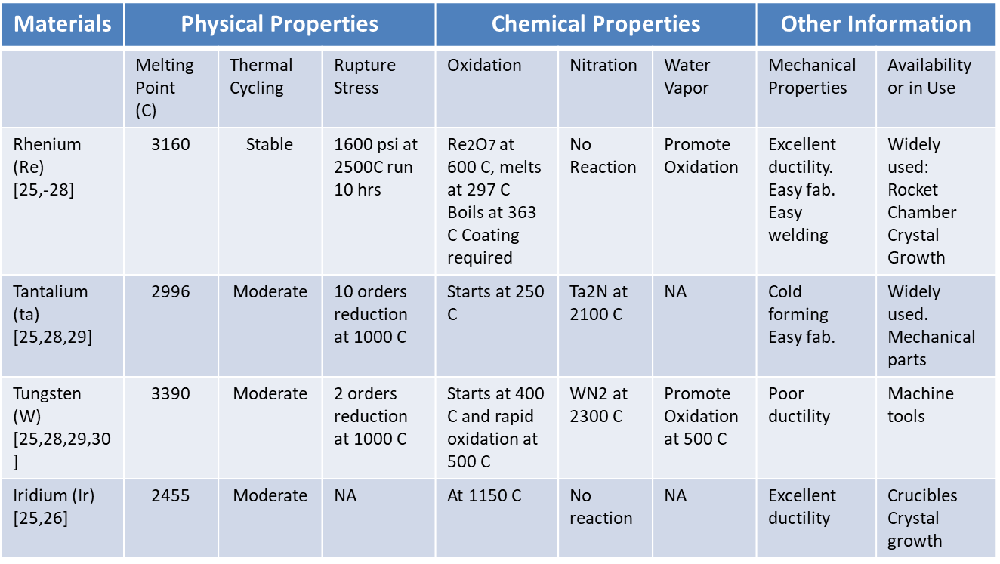 Materials
Physical Properties
Chemical Properties
Other Information
Melting
Point
(C)
Thermal
Cycling
Rupture
Stress
Oxidation
Nitration
Water
Vapor
Mechanical
Properties
Availability
or in Use
Rhenium
(Re)
[25,-28]
3160
Stable
1600 psi at
2500C run
10 hrs
Re2O7 at
600 C, melts
at 297 C
Boils at 363
C Coating
required
No
Reaction
Promote
Oxidation
Excellent
ductility.
Easy fab.
Easy
welding
Widely
used:
Rocket
Chamber
Crystal
Growth
Tantalium
(ta)
[25,28,29]
2996
Moderate
10 orders
reduction
at 1000 C
Starts at 250
C
Ta2N at
2100 C
NA
Cold
forming
Easy fab.
Widely
used.
Mechanical
parts
Tungsten
(W)
[25,28,29,30
]
3390
Moderate
2 orders
reduction
at 1000 C
Starts at 400
C and rapid
oxidation at
500 C
WN2 at
2300 C
Promote
Oxidation
at 500 C
Poor
ductility
Machine
tools
Iridium (Ir)
[25,26]
2455
Moderate
NA
At 1150 C
No
reaction
NA
Excellent
ductility
Crucibles
Crystal
growth